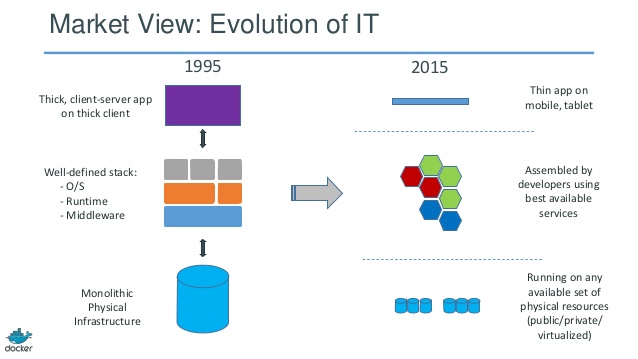 Market View: Evolution of IT
1995
2015
Thick, client-server app
on thick client
Thin app on
mobile, tablet
Well-defined stack:
- O/S
- Runtime
- Middleware
Assembled by
developers using
best available
services
Monolithic
Physical
Infrastructure
Running on any
available set of
physical resources
(public/private/
virtualized)
docker